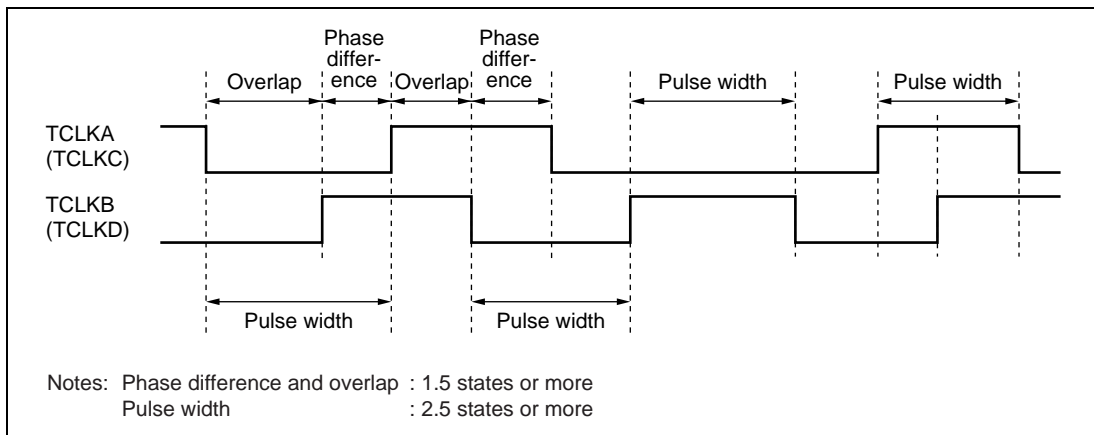 Phase
differ-
ence
Phase
differ-
ence
Overlap
Overlap
Pulse width
Pulse width
TCLKA
(TCLKC)
TCLKB
(TCLKD)
Pulse width
Pulse width
Notes: Phase difference and overlap : 1.5 states or more
Pulse width : 2.5 states or more